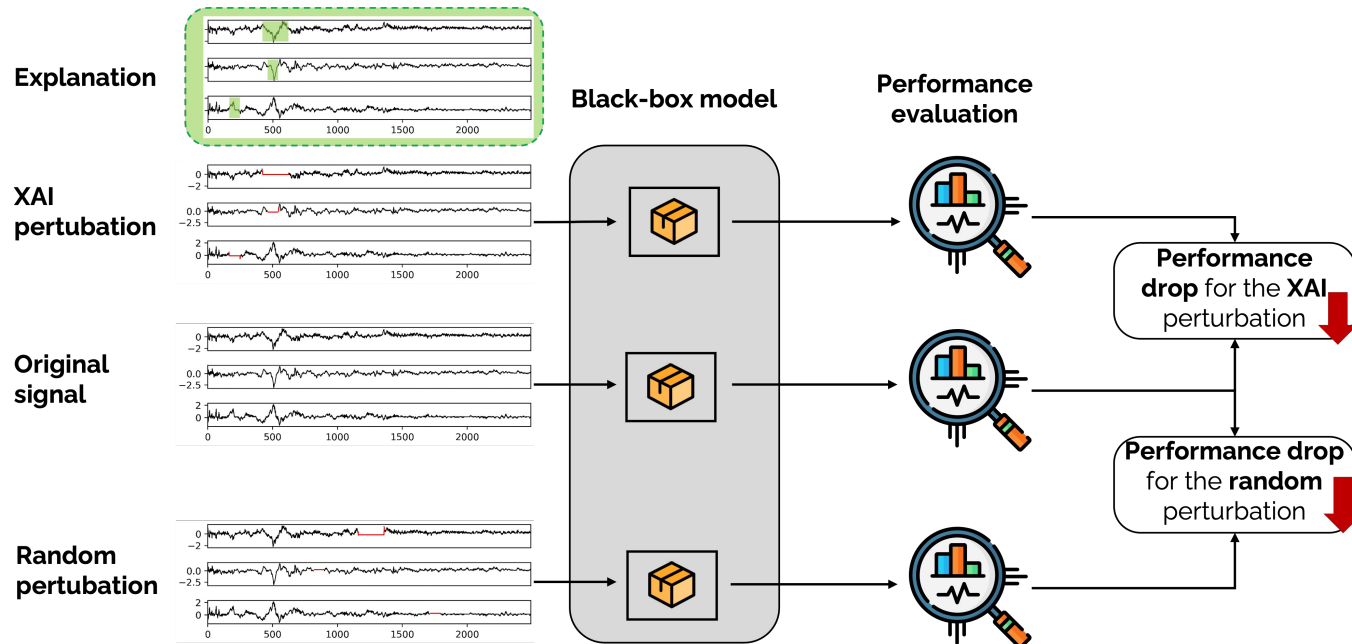 Explanation
0 500 1000 1500 2000
Black-box model
Performance
evaluation
XAI
pertubation
0
−2
0.0
−2.5
2
0
0 500 1000 1500 2000
Performance
drop for the XAI
perturbation
Original
signal
0
−2
0.0
−2.5
2
0
0 500 1000 1500 2000
Performance drop
for the random
perturbation
Random
pertubation
0
−2
0.0
−2.5
2
0
0 500 1000 1500 2000